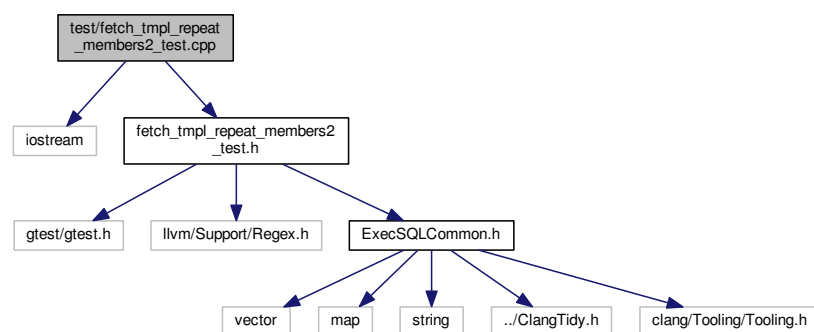 test/fetch_tmpl_repeat
_members2_test.cpp
iostream
fetch_tmpl_repeat_members2
_test.h
gtest/gtest.h
llvm/Support/Regex.h
ExecSQLCommon.h
vector
map
string
../ClangTidy.h
clang/Tooling/Tooling.h